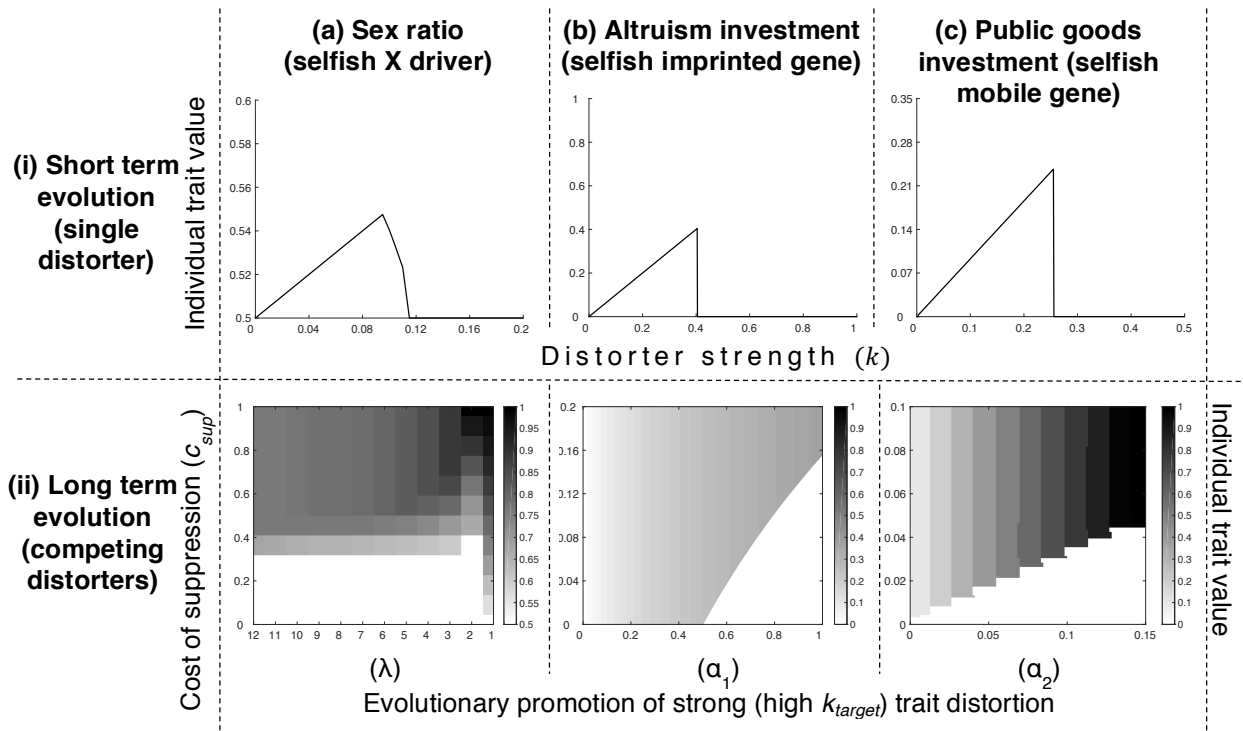 (a) Sex ratio
(selfish X driver)
(b) Altruism investment
(selfish imprinted gene)
(c) Public goods
investment (selfish
mobile gene)
(i) Short term
evolution
(single
distorter)
Individual trait value
0.6
0.58
0.56
0.54
0.52
0.5
0 0.04 0.08 0.12 0.16 0.2
1
0.8
0.6
0.4
0.2
0
0 0.2 0.4 0.6 0.8 1
0.35
0.28
0.21
0.14
0.07
0
0 0.1 0.2 0.3 0.4 0.5
Distorter strength (k)
(ii) Long term
evolution
(competing
distorters)
Cost of suppression (c_sup)
1
0.8
0.6
0.4
0.2
0
12 11 10 9 8 7 6 5 4 3 2 1
1
0.95
0.9
0.85
0.8
0.75
0.7
0.65
0.6
0.55
0.5
(λ)
0.2
0.16
0.12
0.08
0.04
0
0 0.2 0.4 0.6 0.8 1
1
0.9
0.8
0.7
0.6
0.5
0.4
0.3
0.2
0.1
0
(α₁)
0.1
0.08
0.06
0.04
0.02
0
0 0.05 0.1 0.15
1
0.9
0.8
0.7
0.6
0.5
0.4
0.3
0.2
0.1
0
(α₂)
Individual trait value
Evolutionary promotion of strong (high k_target) trait distortion